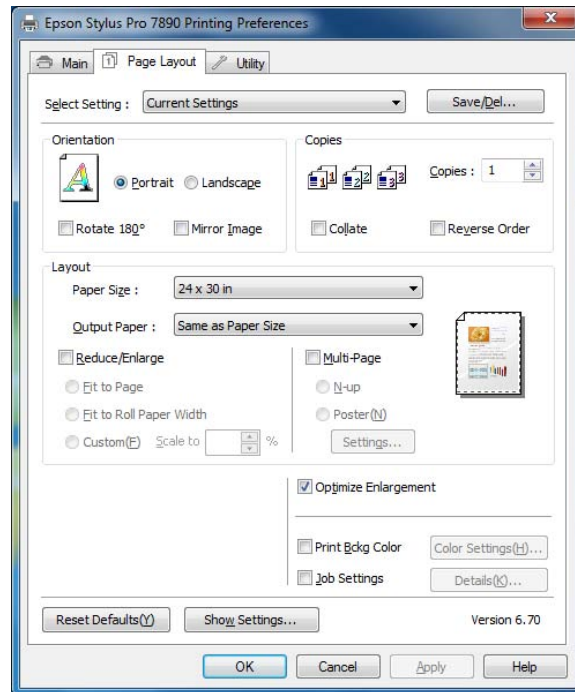 Epson Stylus Pro 7890 Printing Preferences
Main
Page Layout
Utility
Select Setting :
Current Settings
Save/Del...
Orientation
Portrait
Landscape
Rotate 180°
Mirror Image
Copies
Copies :
1
Collate
Reverse Order
Layout
Paper Size :
24 x 30 in
Output Paper :
Same as Paper Size
Reduce/Enlarge
Fit to Page
Fit to Roll Paper Width
Custom(F)
Scale to
%
Multi-Page
N-up
Poster(N)
Settings...
Optimize Enlargement
Print Bckg Color
Color Settings(H)...
Job Settings
Details(K)...
Reset Defaults(Y)
Show Settings...
Version 6.70
OK
Cancel
Apply
Help